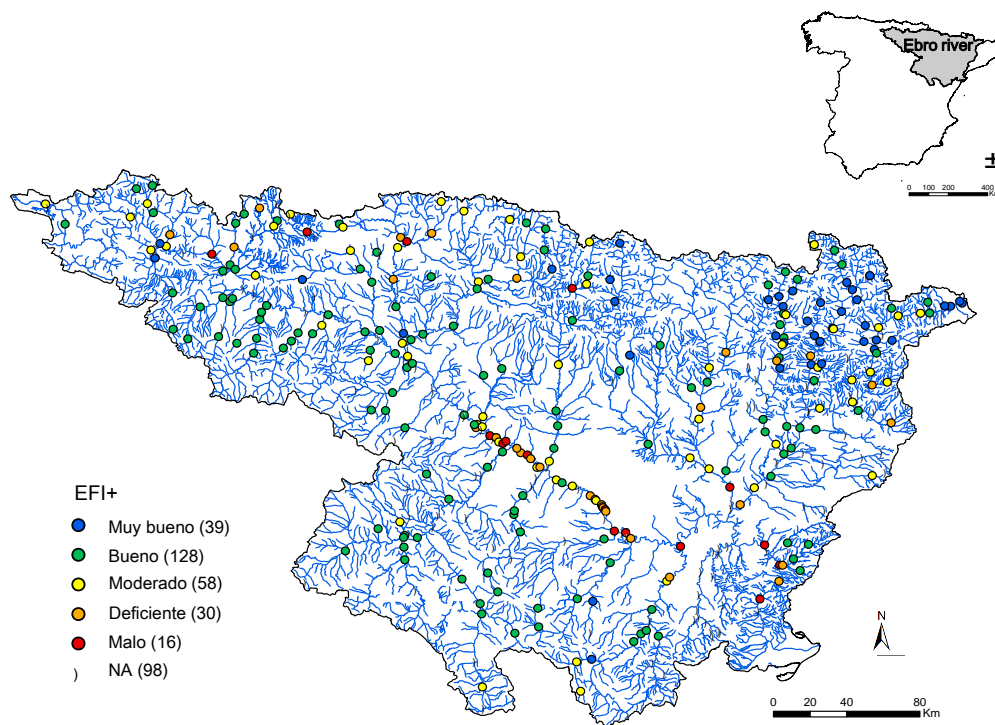 Ebro river
±
0 100 200 400
K
EFI+
Muy bueno (39)
Bueno (128)
Moderado (58)
Deficiente (30)
Malo (16)
) NA (98)
N
0 20 40 80
Km